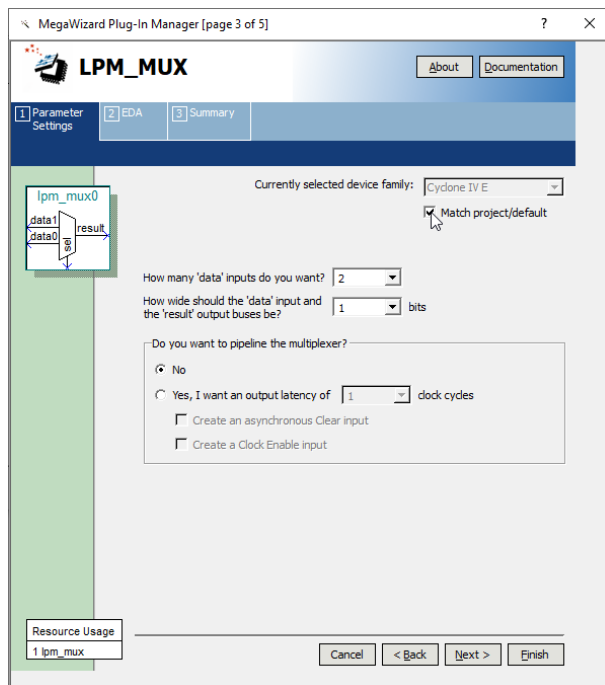 MegaWizard Plug-In Manager [page 3 of 5]
?
LPM_MUX
About
Documentation
1 Parameter Settings
2 EDA
3 Summary
Currently selected device family:
Cyclone IV E
Match project/default
lpm_mux0
data1
data0
result
sel
How many 'data' inputs do you want?
2
How wide should the 'data' input and
the 'result' output buses be?
1
bits
Do you want to pipeline the multiplexer?
No
Yes, I want an output latency of
1
clock cycles
Create an asynchronous Clear input
Create a Clock Enable input
Resource Usage
1 lpm_mux
Cancel
< Back
Next >
Finish